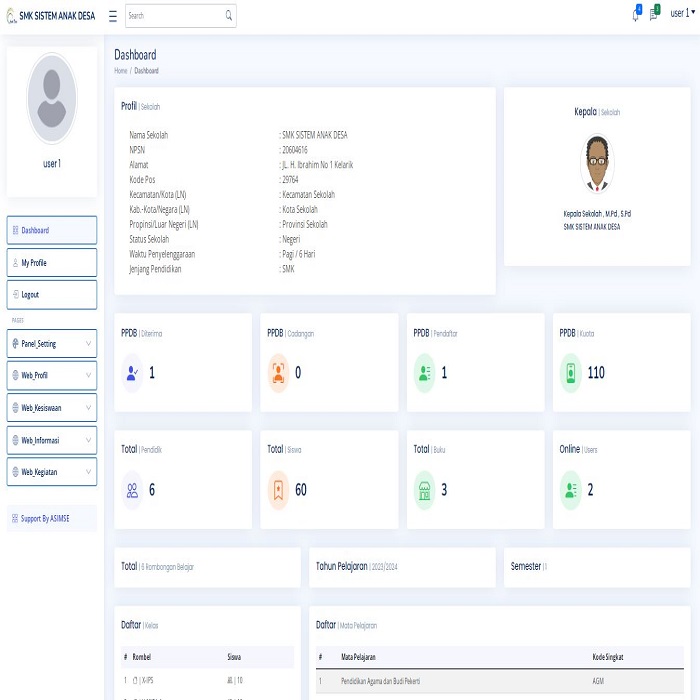 SMK SISTEM ANAK DESA
Search
4
3
user 1
user 1
Dashboard
My Profile
Logout
PAGES
Panel_Setting
Web_Profil
Web_Kesiswaan
Web_Informasi
Web_Kegiatan
Support By ASIMSE
Dashboard
Home / Dashboard
Profil | Sekolah
Nama Sekolah : SMK SISTEM ANAK DESA
NPSN : 20604616
Alamat : JL. H. Ibrahim No 1 Kelarik
Kode Pos : 29764
Kecamatan/Kota (LN) : Kecamatan Sekolah
Kab.-Kota/Negara (LN) : Kota Sekolah
Propinsi/Luar Negeri (LN) : Provinsi Sekolah
Status Sekolah : Negeri
Waktu Penyelenggaraan : Pagi / 6 Hari
Jenjang Pendidikan : SMK
Kepala | Sekolah
Kepala Sekolah , M.Pd , S.Pd
SMK SISTEM ANAK DESA
PPDB | Diterima
1
PPDB | Cadangan
0
PPDB | Pendaftar
1
PPDB | Kuota
110
Total | Pendidik
6
Total | Siswa
60
Total | Buku
3
Online | Users
2
Total | 6 Rombongan Belajar
Tahun Pelajaran | 2023/2024
Semester | 1
Daftar | Kelas
# Rombel Siswa
1 | X-IPS | 10
Daftar | Mata Pelajaran
# Mata Pelajaran Kode Singkat
1 Pendidikan Agama dan Budi Pekerti AGM